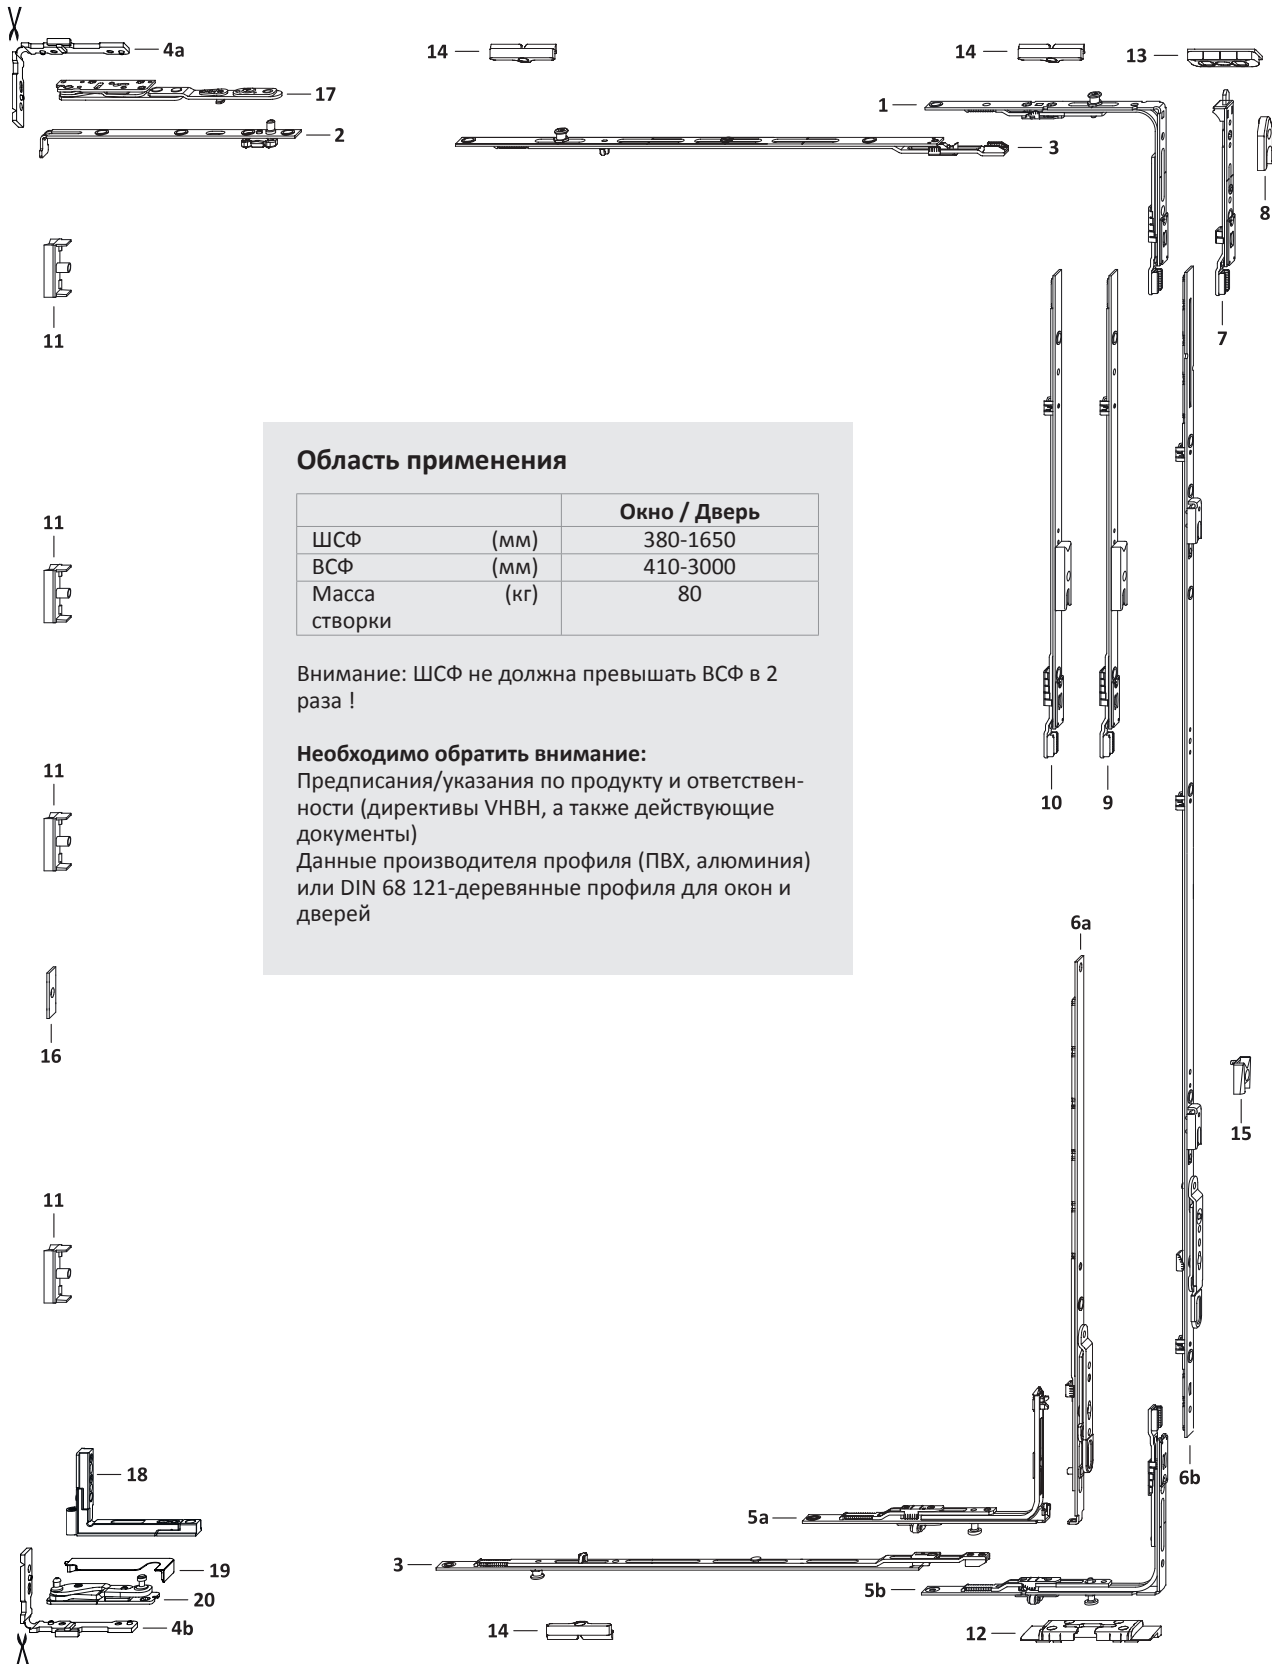 4a
14
14
13
17
1
2
3
8
11
7
Область применения
Окно / Дверь
ШСФ (мм) 380-1650
ВСФ (мм) 410-3000
Масса (кг) 80
створки
11
Внимание: ШСФ не должна превышать ВСФ в 2
раза !
Необходимо обратить внимание:
Предписания/указания по продукту и ответствен-
ности (директивы VHBH, а также действующие
документы)
Данные производителя профиля (ПВХ, алюминия)
или DIN 68 121-деревянные профиля для окон и
дверей
11
10
9
6a
16
15
11
18
6b
5a
3
19
5b
20
4b
14
12